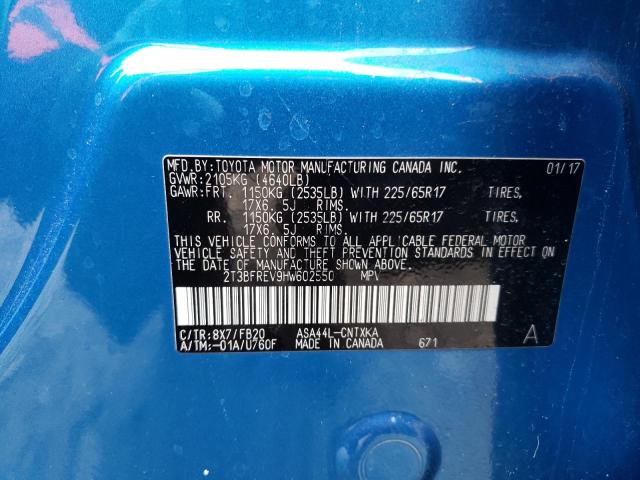 MFD.BY:TOYOTA MOTOR MANUFACTURING CANADA INC. 01/17
GVWR:2105KG (4640LB)
GAWR:FRT. 1150KG (2535LB) WITH 225/65R17 TIRES,
17X6.5J RIMS.
RR. 1150KG (2535LB) WITH 225/65R17 TIRES,
17X6.5J RIMS.
THIS VEHICLE CONFORMS TO ALL APPLICABLE FEDERAL MOTOR
VEHICLE SAFETY AND THEFT PREVENTION STANDARDS IN EFFECT ON
THE DATE OF MANUFACTURE SHOWN ABOVE.
2T3BFREV9HW602550 MPV
C/TR:8X7/FB20 ASA44L-CNTXKA
A/TM:-01A/U760F MADE IN CANADA 671 A